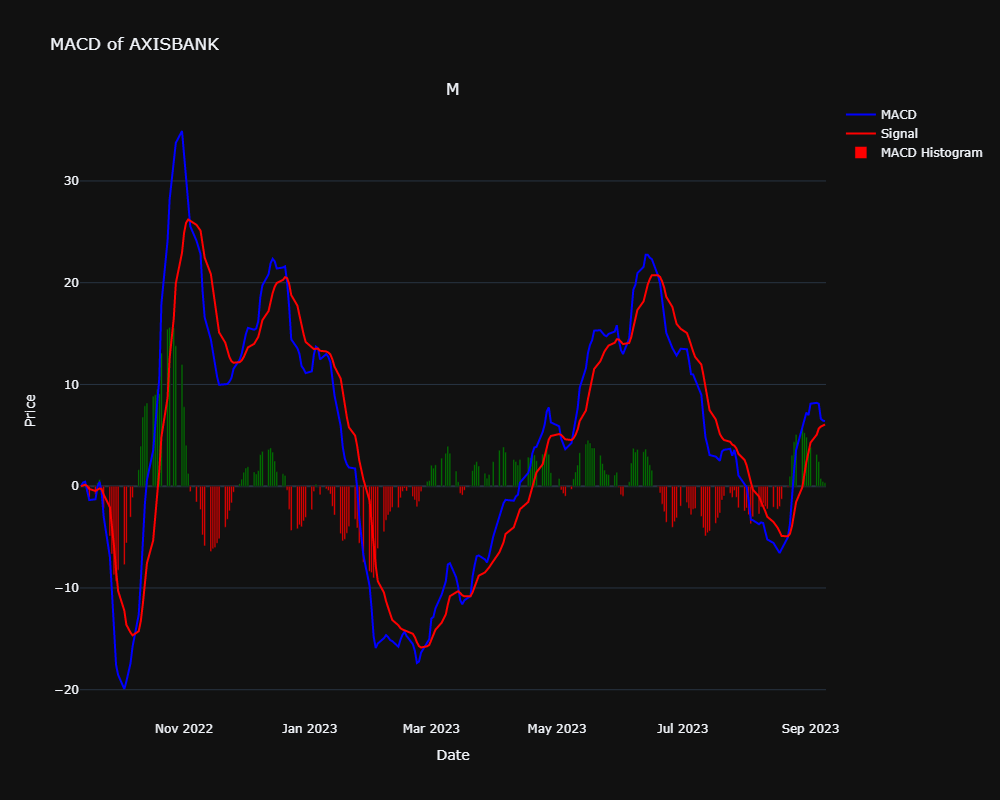 MACD of AXISBANK
M
MACD
Signal
MACD Histogram
Price
30
20
10
0
−10
−20
Nov 2022
Jan 2023
Mar 2023
May 2023
Jul 2023
Sep 2023
Date